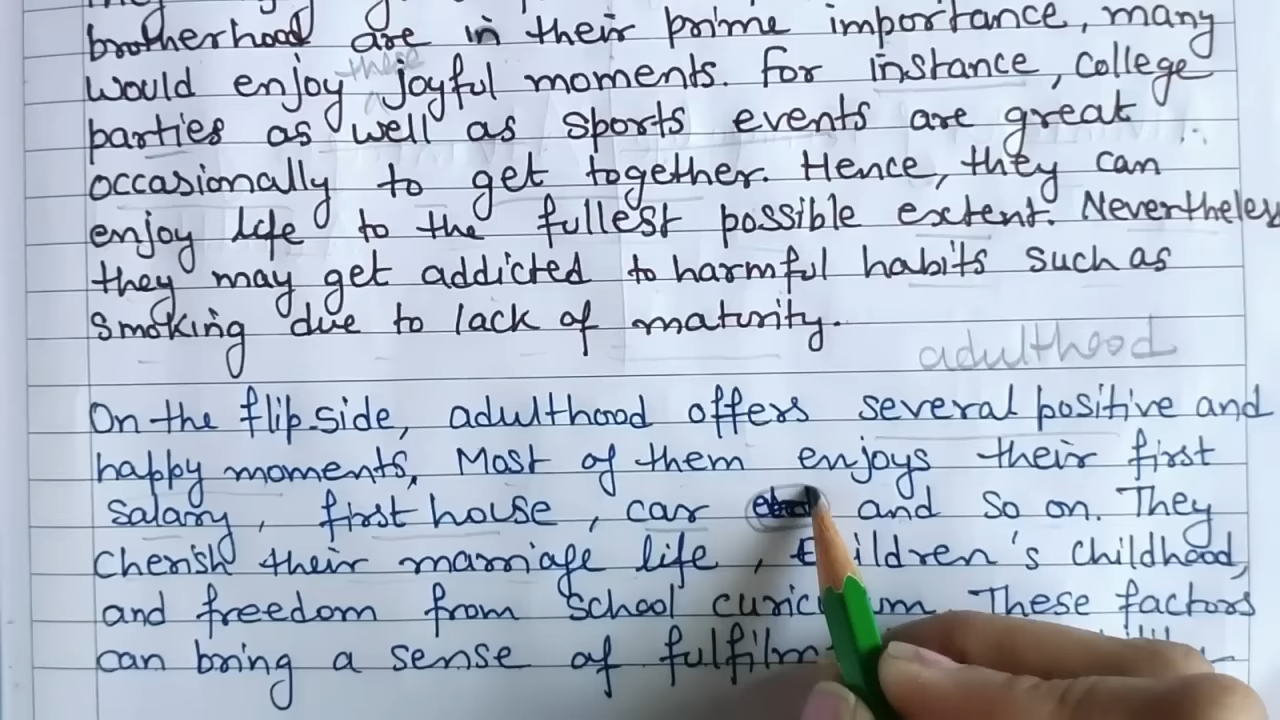 brotherhood are in their prime importance, many
these
would enjoy joyful moments. For instance, college
parties as well as sports events are great
occasionally to get together. Hence, they can
enjoy life to the fullest possible extent. Nevertheless
they may get addicted to harmful habits such as
smoking due to lack of maturity.
adulthood
On the flip-side, adulthood offers several positive and
happy moments, Most of them enjoys their first
salary, first house, car and so on. They
cherish their marriage life, children's childhood,
and freedom from school These factors
can bring a sense of